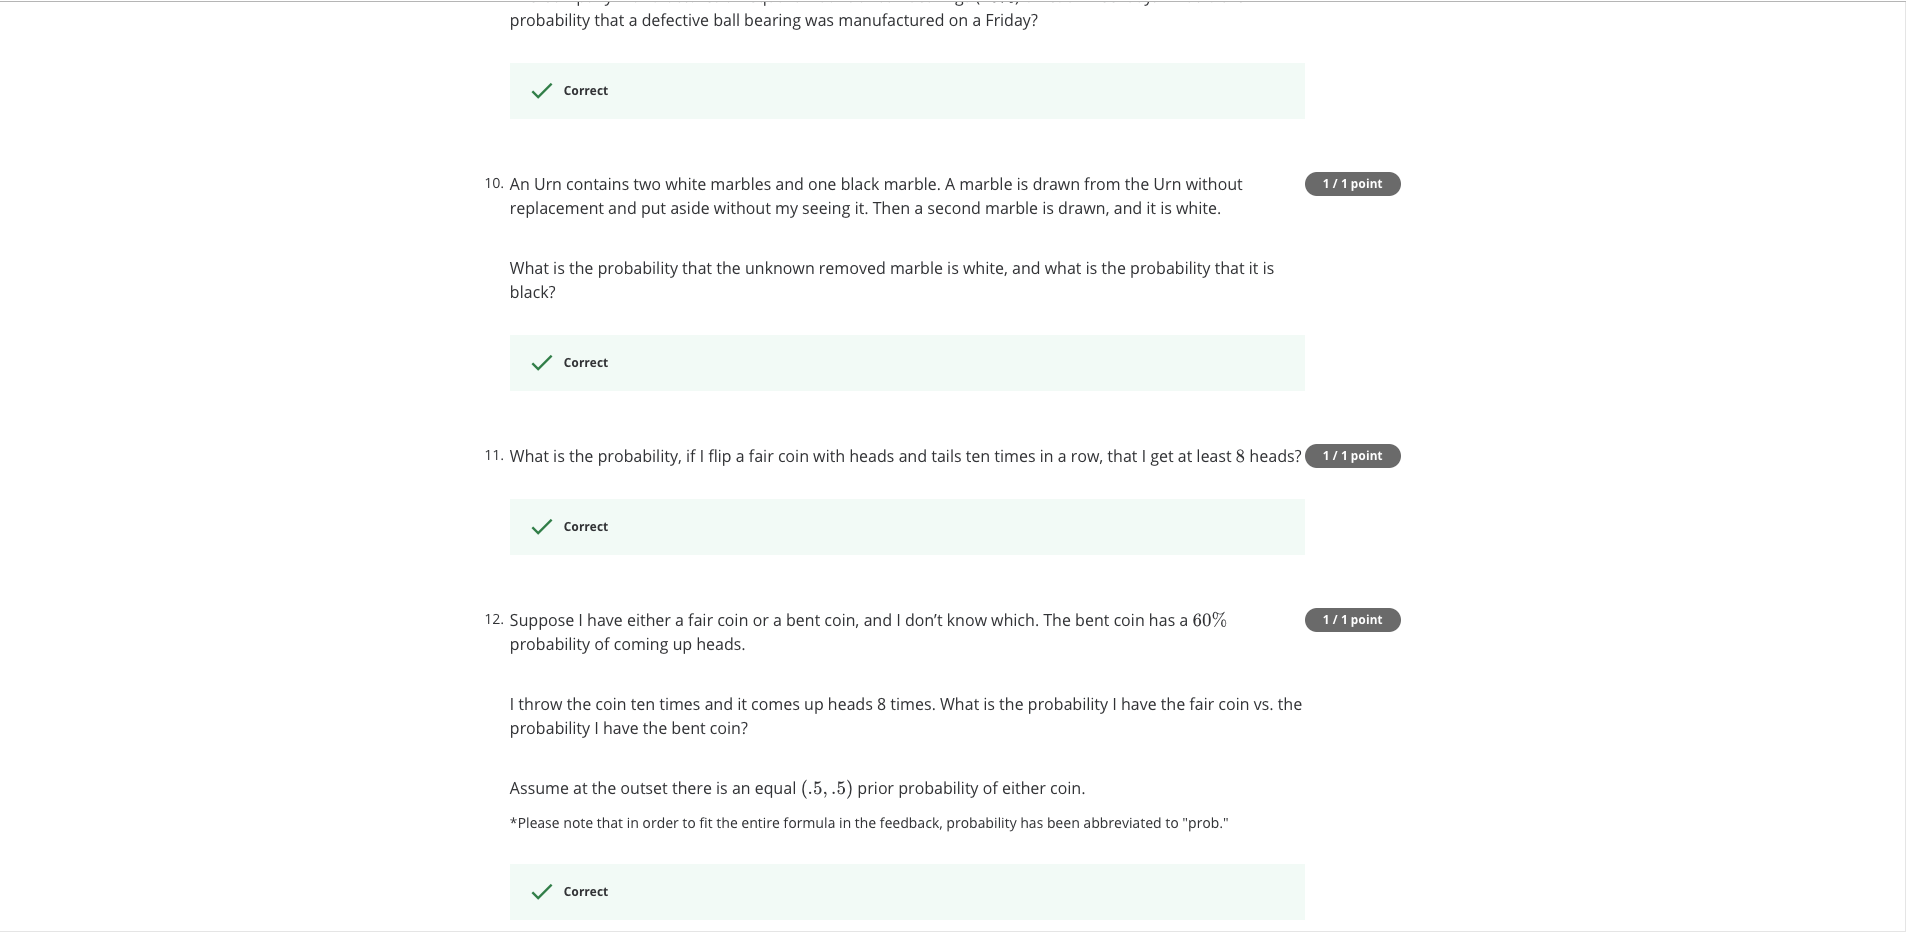 probability that a defective ball bearing was manufactured on a Friday?
Correct
10. An Urn contains two white marbles and one black marble. A marble is drawn from the Urn without 1 / 1 point
replacement and put aside without my seeing it. Then a second marble is drawn, and it is white.
What is the probability that the unknown removed marble is white, and what is the probability that it is
black?
Correct
11. What is the probability, if I flip a fair coin with heads and tails ten times in a row, that I get at least 8 heads? 1 / 1 point
Correct
12. Suppose I have either a fair coin or a bent coin, and I don’t know which. The bent coin has a 60% 1 / 1 point
probability of coming up heads.
I throw the coin ten times and it comes up heads 8 times. What is the probability I have the fair coin vs. the
probability I have the bent coin?
Assume at the outset there is an equal (.5, .5) prior probability of either coin.
*Please note that in order to fit the entire formula in the feedback, probability has been abbreviated to "prob."
Correct